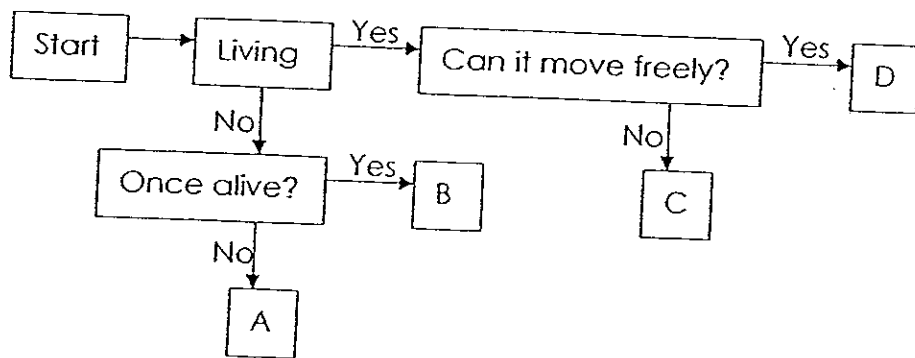 Start
Living
Yes
Can it move freely?
Yes
D
No
No
Once alive?
Yes
B
C
No
A